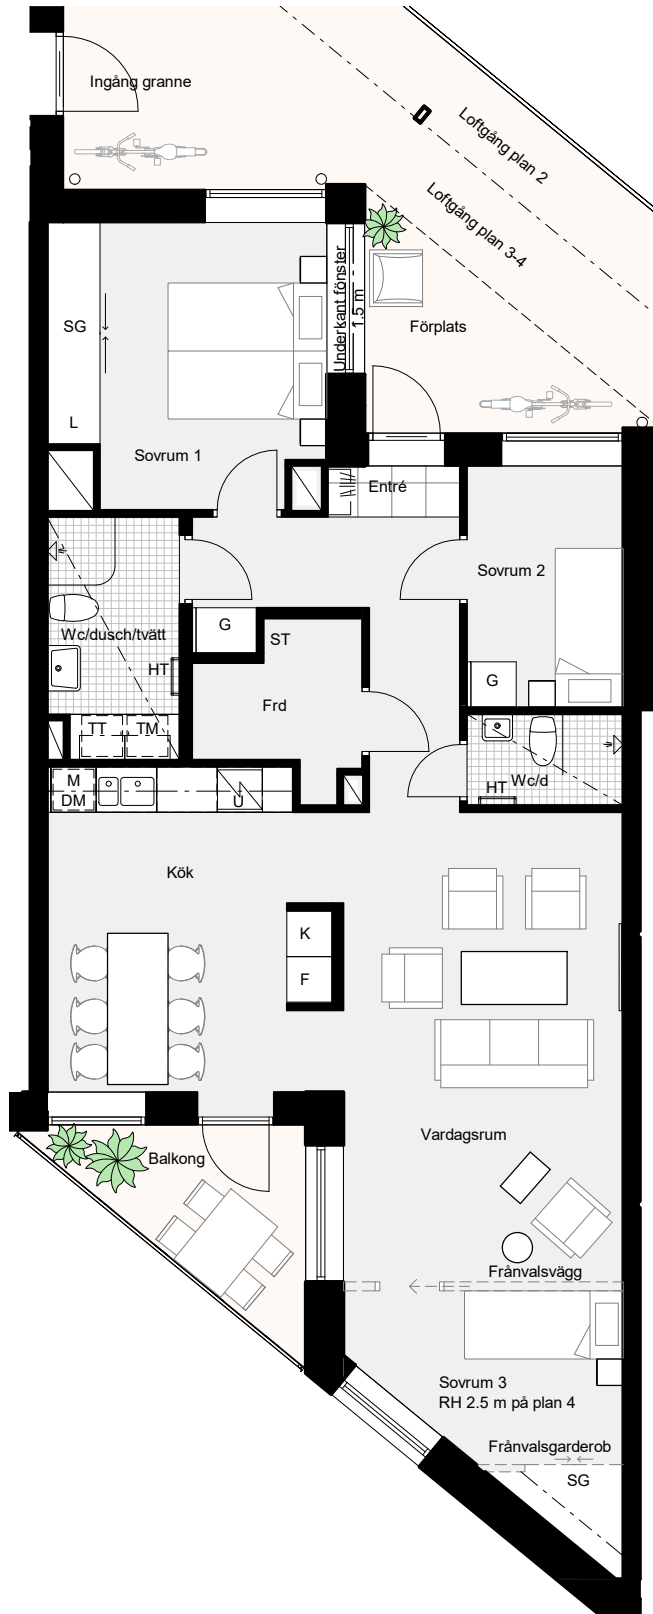 Ingång granne
Loftgång plan 2
Loftgång plan 3-4
Underkant fönster
1.5 m
SG
Förplats
L
Sovrum 1
Entré
Sovrum 2
G
ST
Wc/dusch/tvätt
HT
G
Frd
TT
TM
M
DM
U
HT
Wc/d
Kök
K
F
Vardagsrum
Balkong
Frånvalsvägg
Sovrum 3
RH 2.5 m på plan 4
Frånvalsgarderob
SG